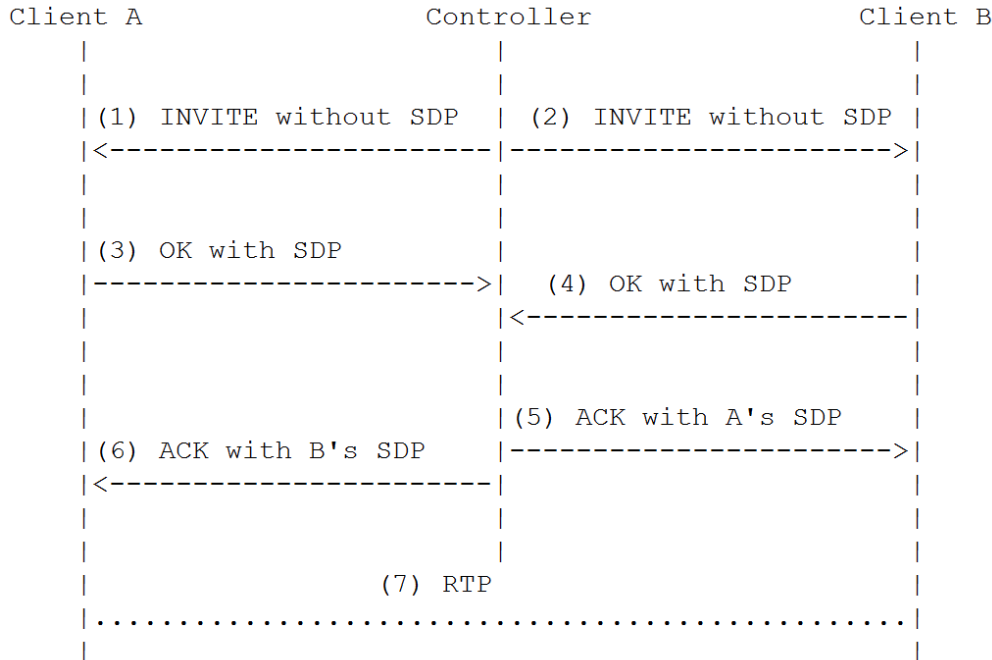 Client A Controller Client B
(1) INVITE without SDP (2) INVITE without SDP
(3) OK with SDP
(4) OK with SDP
(5) ACK with A's SDP
(6) ACK with B's SDP
(7) RTP